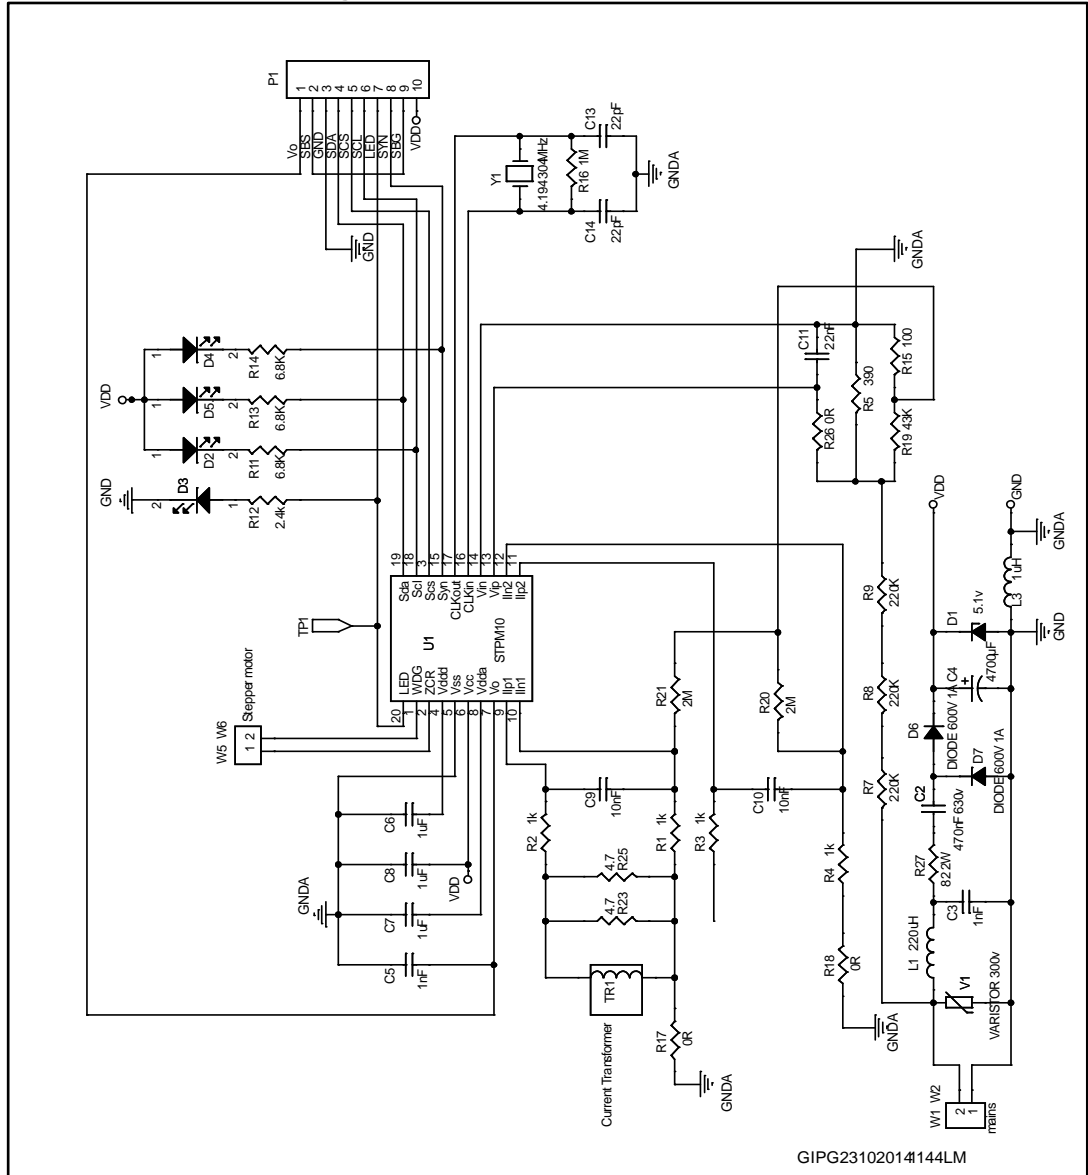 P1
1
2
3
4
5
6
7
8
9
10
Vo
SBS
GND
SDA
SCS
SCL
LED
SYN
SBG
VDD
GND
Y1
4.194304MHz
R16 1M
C13
22pF
C14
22pF
GNDA
VDD
GND
1
D4
2
R14
6.8K
1
D5
2
R13
6.8K
1
D2
2
R11
6.8K
2
D3
1
R12
2.4k
TP1
U1
STPM10
19
18
3
15
17
16
14
13
12
11
Sda
Scl
Scs
Syn
CLKout
CLKin
Vin
Vip
IIn2
IIp2
LED
WDG
ZCR
Vddd
Vss
Vcc
Vdda
Vo
IIp1
IIn1
20
1
2
4
5
6
8
7
9
10
W5 W6
1 2
Stepper motor
GNDA
C6
1uF
C8
1uF
VDD
C7
1uF
C5
1nF
R21
2M
R20
2M
C9
10nF
C10
10nF
R2 1k
R1 1k
R3 1k
R4 1k
4.7
R25
4.7
R23
TR1
Current Transformer
R17
0R
GNDA
R18
0R
GNDA
C11
22nF
R26 0R
R5 390
R15 100
R19 43K
GNDA
R9
220K
R8
220K
R7
220K
VDD
GND
GNDA
L3 1uH
GND
D1
5.1v
C4
4700µF
D6
DIODE 600V 1A
D7
DIODE 600V 1A
C2
470nF 630v
R27
82 2W
C3
1nF
L1 220uH
V1
VARISTOR 300v
W1 W2
2
1
mains
GIPG231020141144LM